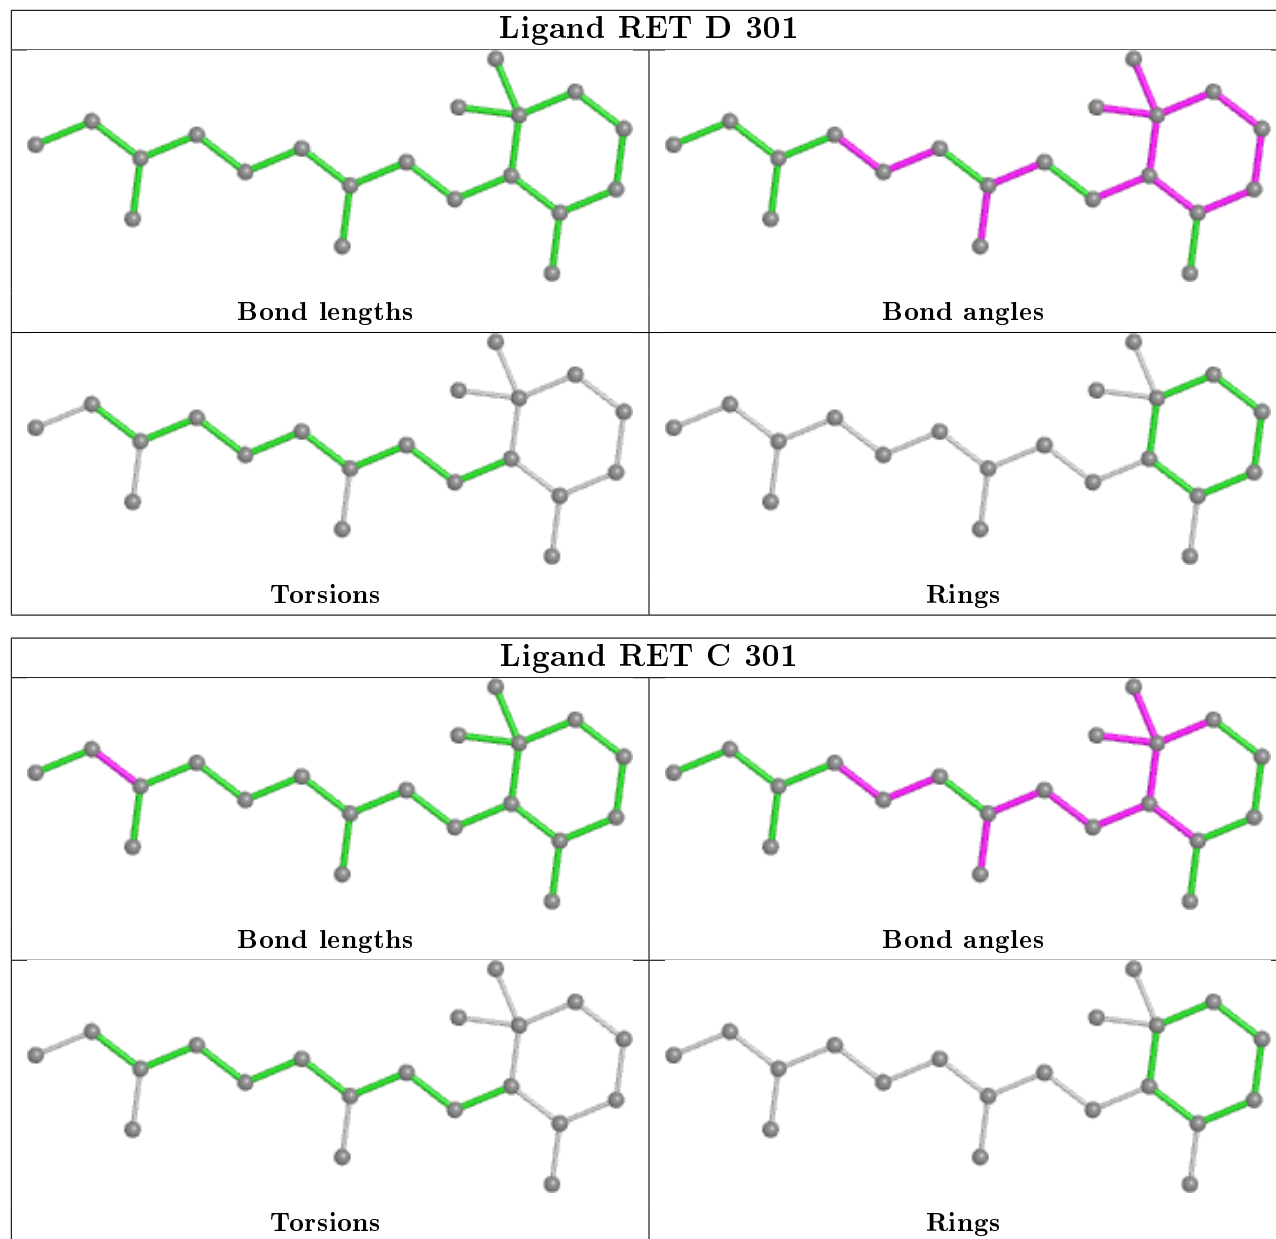 Ligand RET D 301
Bond lengths
Bond angles
Torsions
Rings
Ligand RET C 301
Bond lengths
Bond angles
Torsions
Rings